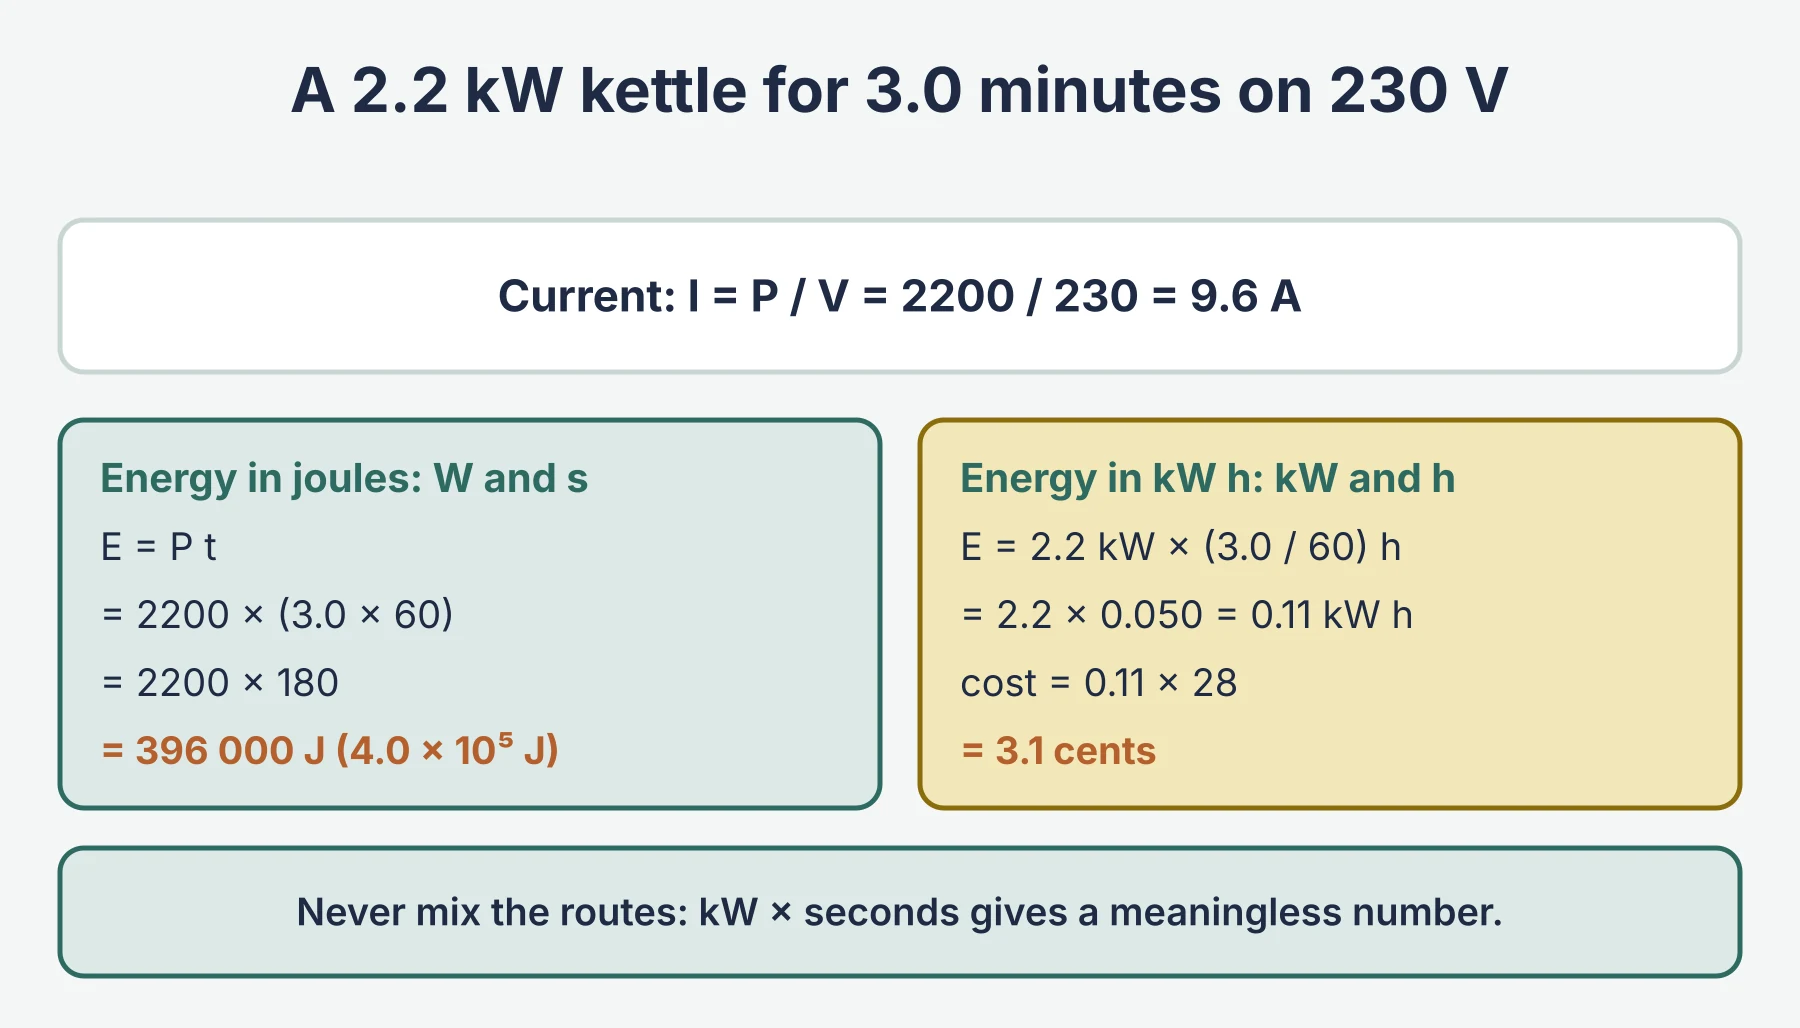 A 2.2 kW kettle for 3.0 minutes on 230 V
Current: I = P / V = 2200 / 230 = 9.6 A
Energy in joules: W and s
E = P t
= 2200 × (3.0 × 60)
= 2200 × 180
= 396 000 J (4.0 × 10⁵ J)
Energy in kW h: kW and h
E = 2.2 kW × (3.0 / 60) h
= 2.2 × 0.050 = 0.11 kW h
cost = 0.11 × 28
= 3.1 cents
Never mix the routes: kW × seconds gives a meaningless number.